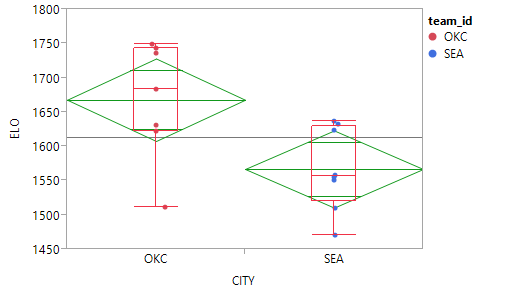 1800
1750
1700
1650
1600
1550
1500
1450
ELO
OKC
SEA
CITY
team_id
OKC
SEA